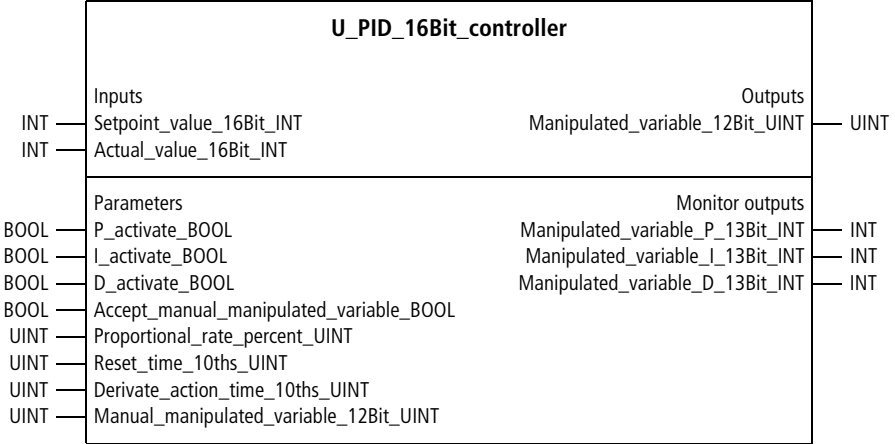 U_PID_16Bit_controller
Inputs Outputs
INT Setpoint_value_16Bit_INT Manipulated_variable_12Bit_UINT UINT
INT Actual_value_16Bit_INT
Parameters Monitor outputs
BOOL P_activate_BOOL Manipulated_variable_P_13Bit_INT INT
BOOL I_activate_BOOL Manipulated_variable_I_13Bit_INT INT
BOOL D_activate_BOOL Manipulated_variable_D_13Bit_INT INT
BOOL Accept_manual_manipulated_variable_BOOL
UINT Proportional_rate_percent_UINT
UINT Reset_time_10ths_UINT
UINT Derivate_action_time_10ths_UINT
UINT Manual_manipulated_variable_12Bit_UINT